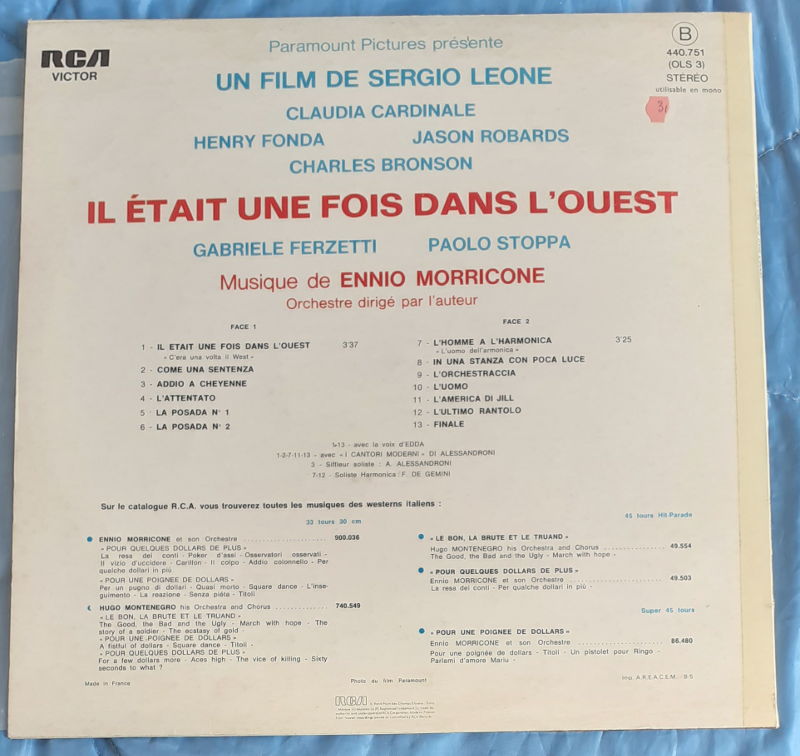 RCA
VICTOR
Paramount Pictures présente
UN FILM DE SERGIO LEONE
CLAUDIA CARDINALE
HENRY FONDA JASON ROBARDS
CHARLES BRONSON
B
440.751
(OLS 3)
STÉRÉO
utilisable en mono
IL ÉTAIT UNE FOIS DANS L'OUEST
GABRIELE FERZETTI PAOLO STOPPA
Musique de ENNIO MORRICONE
Orchestre dirigé par l'auteur
FACE 1
1 - IL ETAIT UNE FOIS DANS L'OUEST 3'37
« C'era una volta il West »
2 - COME UNA SENTENZA
3 - ADDIO A CHEYENNE
4 - L'ATTENTATO
5 - LA POSADA N° 1
6 - LA POSADA N° 2
FACE 2
7 - L'HOMME A L'HARMONICA 3'25
« L'uomo dell'armonica »
8 - IN UNA STANZA CON POCA LUCE
9 - L'ORCHESTRACCIA
10 - L'UOMO
11 - L'AMERICA DI JILL
12 - L'ULTIMO RANTOLO
13 - FINALE
1-13 - avec la voix d'EDDA
1-2-7-11-13 - avec « I CANTORI MODERNI » DI ALESSANDRONI
3 - Siffleur soliste : A. ALESSANDRONI
7-12 - Soliste Harmonica : F. DE GEMINI
Sur le catalogue R.C.A. vous trouverez toutes les musiques des westerns italiens :
33 tours 30 cm
ENNIO MORRICONE et son Orchestre 900.036
« POUR QUELQUES DOLLARS DE PLUS »
La resa dei conti - Poker d'assi - Osservatori osservati -
Il vizio d'uccidere - Carillon - Il colpo - Addio colonnello - Per
qualche dollari in più
« POUR UNE POIGNEE DE DOLLARS »
Per un pugno di dollari - Quasi morto - Square dance - L'inse-
guimento - La reazione - Senza pièta - Titoli
HUGO MONTENEGRO his Orchestra and Chorus 740.549
« LE BON, LA BRUTE ET LE TRUAND »
The Good, the Bad and the Ugly - March with hope - The
story of a soldier - The ecstasy of gold -
« POUR UNE POIGNEE DE DOLLARS »
A fistful of dollars - Square dance - Titoli -
« POUR QUELQUES DOLLARS DE PLUS »
For a few dollars more - Aces high - The vice of killing - Sixty
seconds to what ?
45 tours Hit-Parade
« LE BON, LA BRUTE ET LE TRUAND »
Hugo MONTENEGRO his Orchestra and Chorus 49.554
The Good, the Bad and the Ugly - March with hope -
« POUR QUELQUES DOLLARS DE PLUS »
Ennio MORRICONE et son Orchestre 49.503
La resa dei conti - Per qualche dollari in più -
Super 45 tours
« POUR UNE POIGNEE DE DOLLARS »
Ennio MORRICONE et son Orchestre 86.480
Pour une poignée de dollars - Titoli - Un pistolet pour Ringo -
Parlami d'amore Mariu -
Made in France
Photo du film Paramount
Imp. A.R.E.A.C.E.M.
RCA